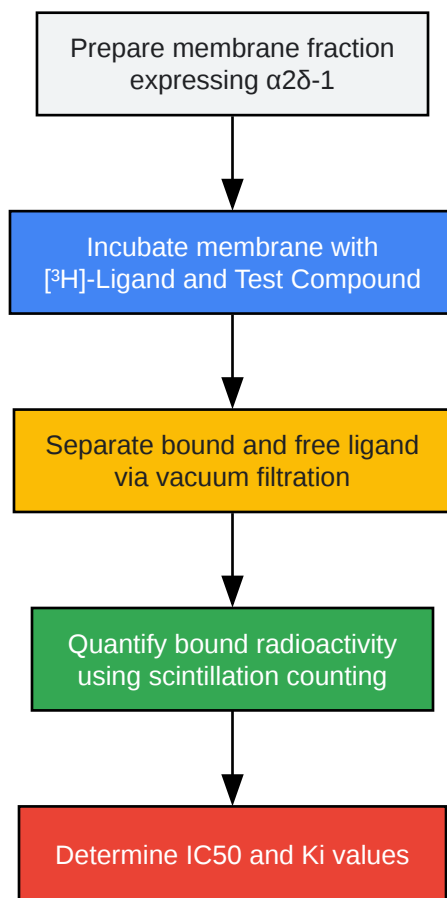 Prepare membrane fraction
expressing α2δ-1
Incubate membrane with
[³H]-Ligand and Test Compound
Separate bound and free ligand
via vacuum filtration
Quantify bound radioactivity
using scintillation counting
Determine IC50 and Ki values